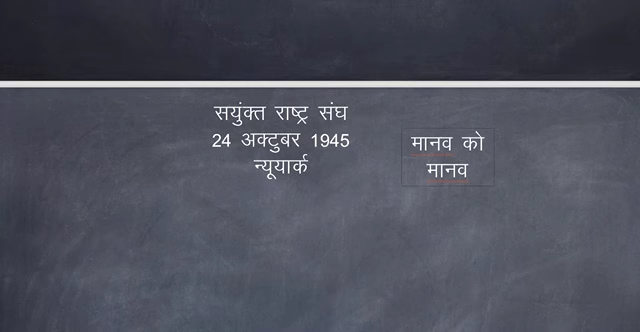 सयुंक्त राष्ट्र संघ
24 अक्टुबर 1945
न्यूयार्क
मानव को
मानव